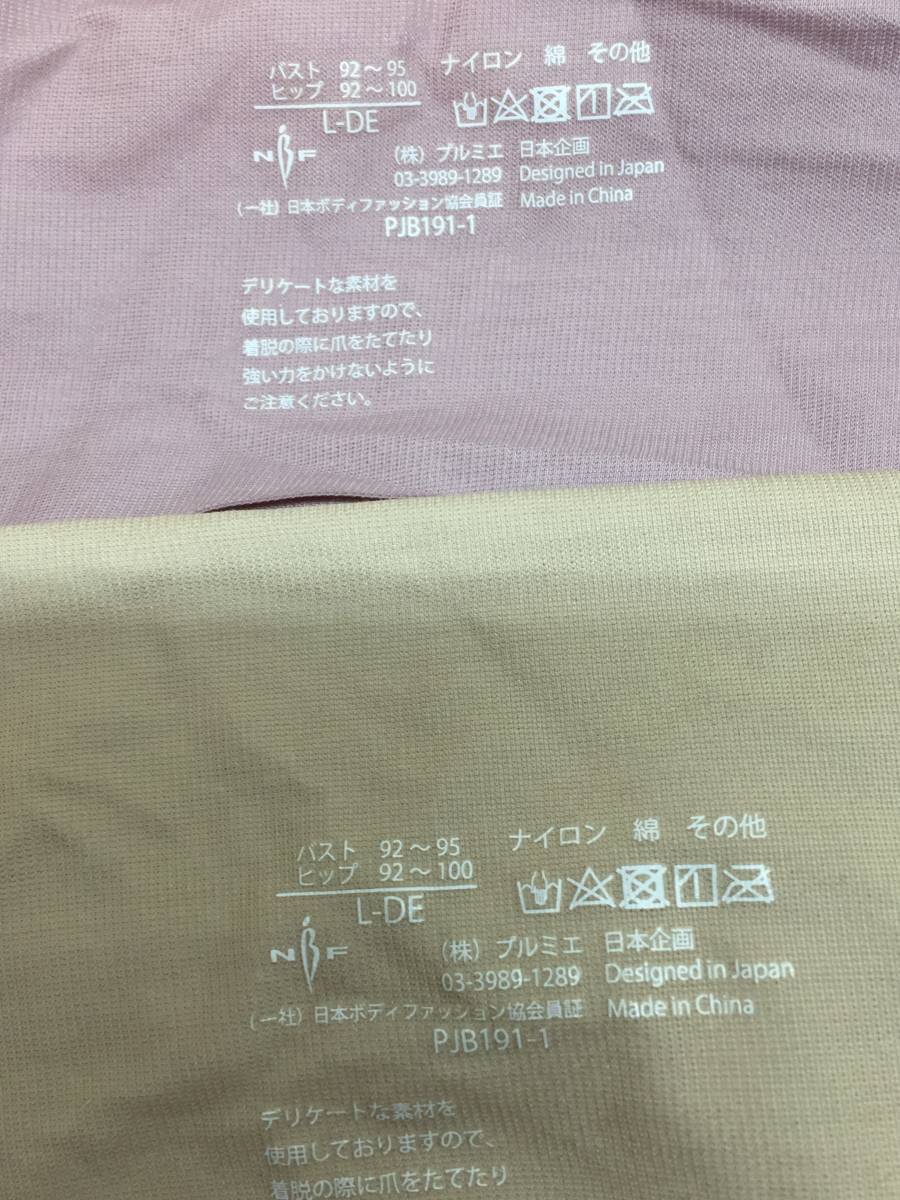 バスト 92～95
ヒップ 92～100
L-DE
NBF
(一社) 日本ボディファッション協会員証
ナイロン 綿 その他
(株) プルミエ 日本企画
03-3989-1289 Designed in Japan
Made in China
PJB191-1
デリケートな素材を
使用しておりますので、
着脱の際に爪をたてたり
強い力をかけないように
ご注意ください。
バスト 92～95
ヒップ 92～100
L-DE
NBF
(一社) 日本ボディファッション協会員証
ナイロン 綿 その他
(株) プルミエ 日本企画
03-3989-1289 Designed in Japan
Made in China
PJB191-1
デリケートな素材を
使用しておりますので、
着脱の際に爪をたてたり